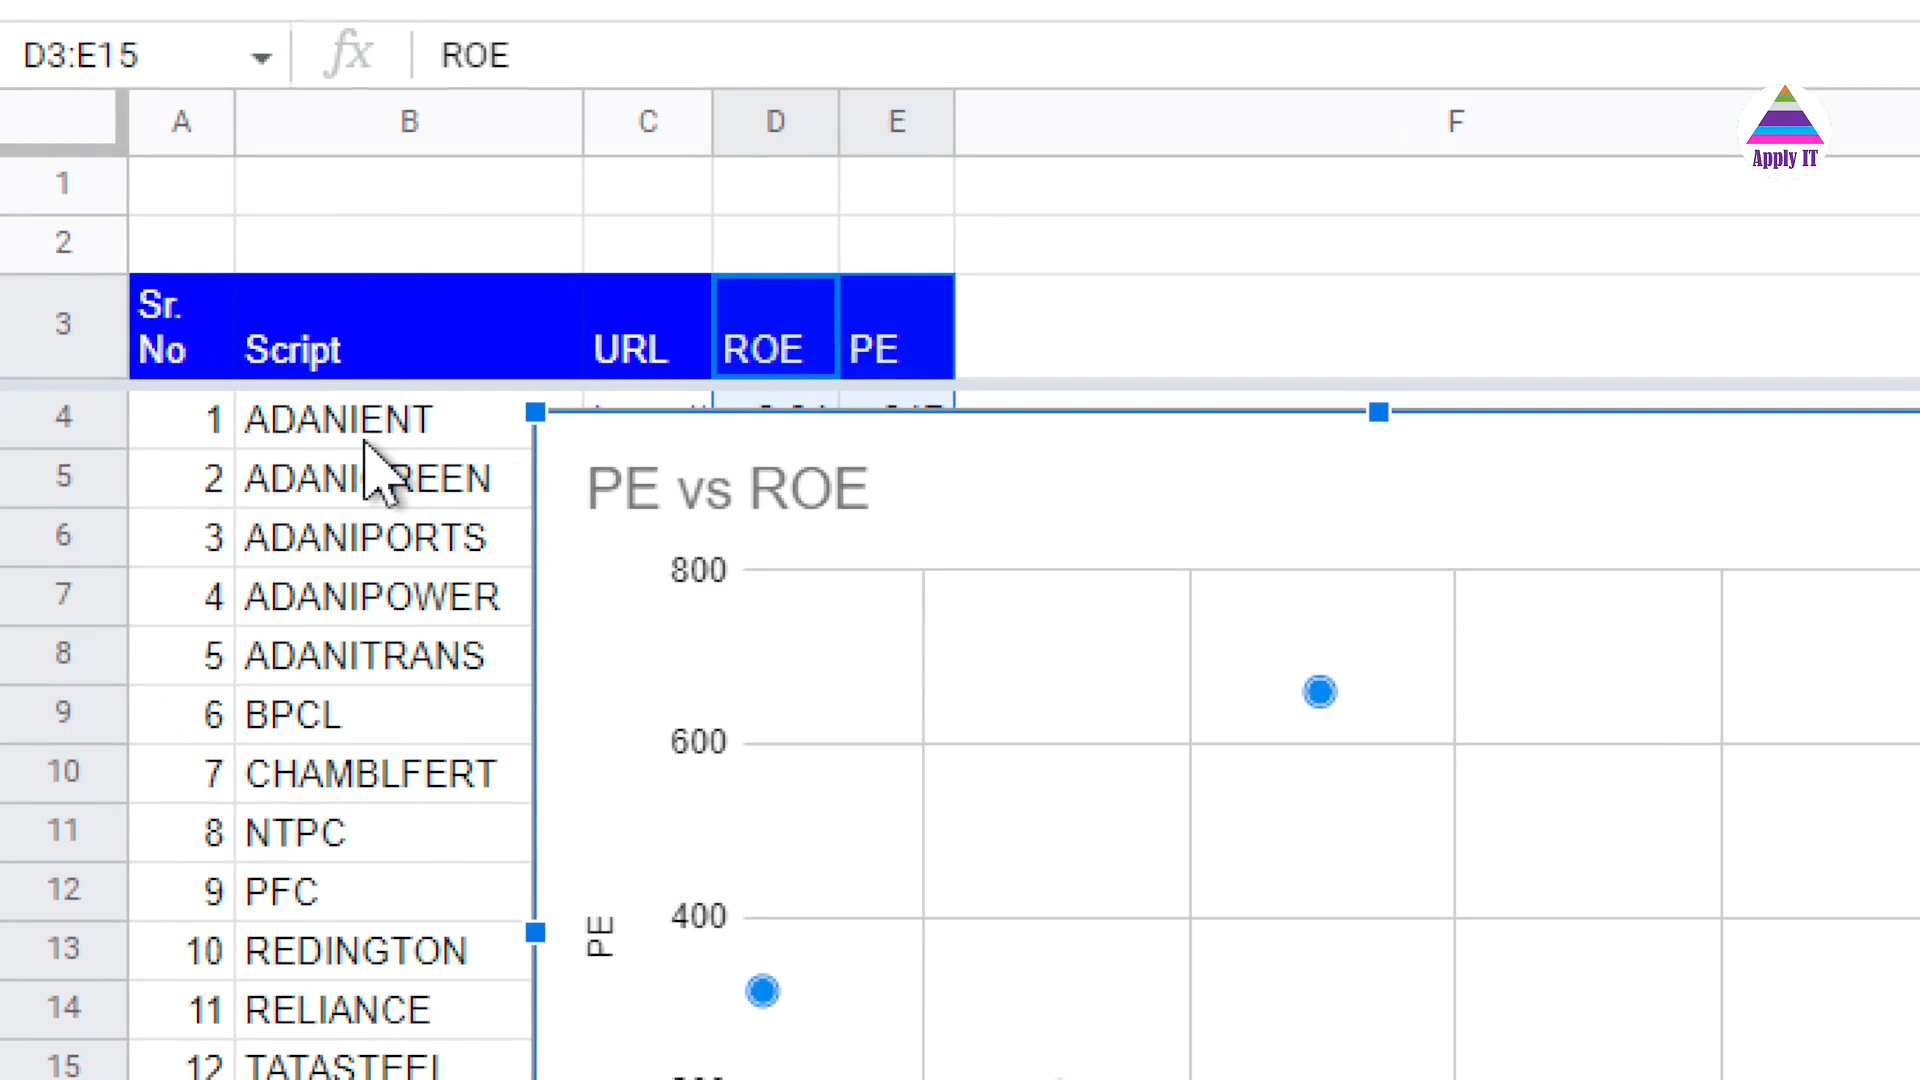 D3:E15 fx ROE
A B C D E F
Apply IT
1
2
3 Sr. No Script URL ROE PE
4 1 ADANIENT
5 2 ADANIGREEN
6 3 ADANIPORTS
7 4 ADANIPOWER
8 5 ADANITRANS
9 6 BPCL
10 7 CHAMBLFERT
11 8 NTPC
12 9 PFC
13 10 REDINGTON
14 11 RELIANCE
15 12 TATASTEEL
PE vs ROE
800
600
400
PE